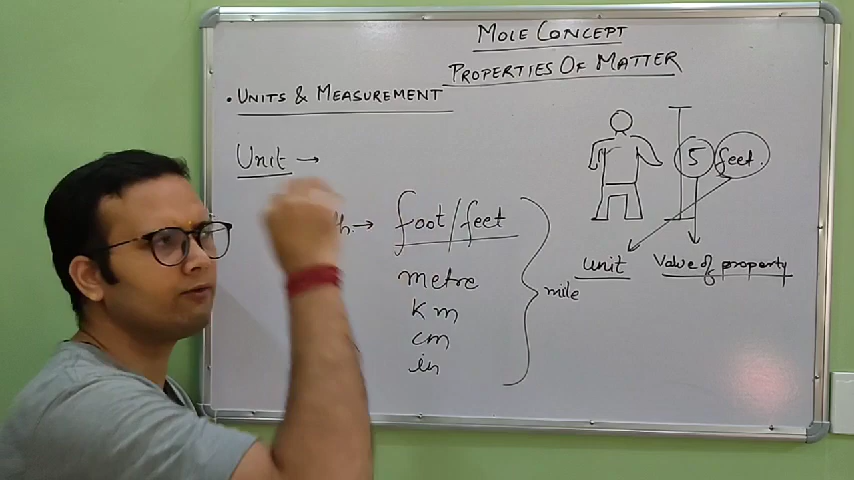 MOLE CONCEPT
PROPERTIES OF MATTER
• UNITS & MEASUREMENT
Unit →
5 feet.
h. → foot/feet
unit
Value of property
metre
mile
km
cm
in